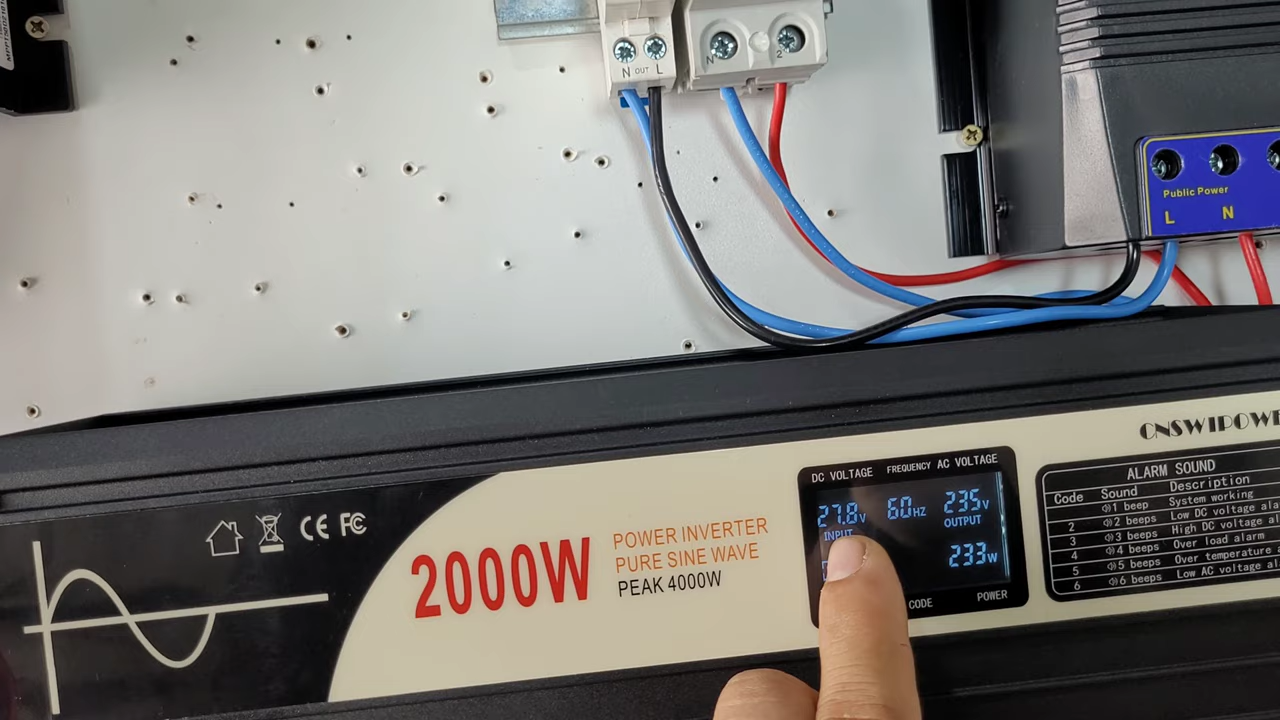 N OUT L
N 2
Public Power
L N
2000W
POWER INVERTER
PURE SINE WAVE
PEAK 4000W
CE FC
DC VOLTAGE FREQUENCY AC VOLTAGE
27.8V 60HZ 235V
INPUT OUTPUT
233W
CODE POWER
CNSWIPOWE
ALARM SOUND
Code Sound Description
1 beep System working
2 2 beeps Low DC voltage ala
3 3 beeps High DC voltage a
4 4 beeps Over load alarm
5 5 beeps Over temperature
6 6 beeps Low AC voltage al